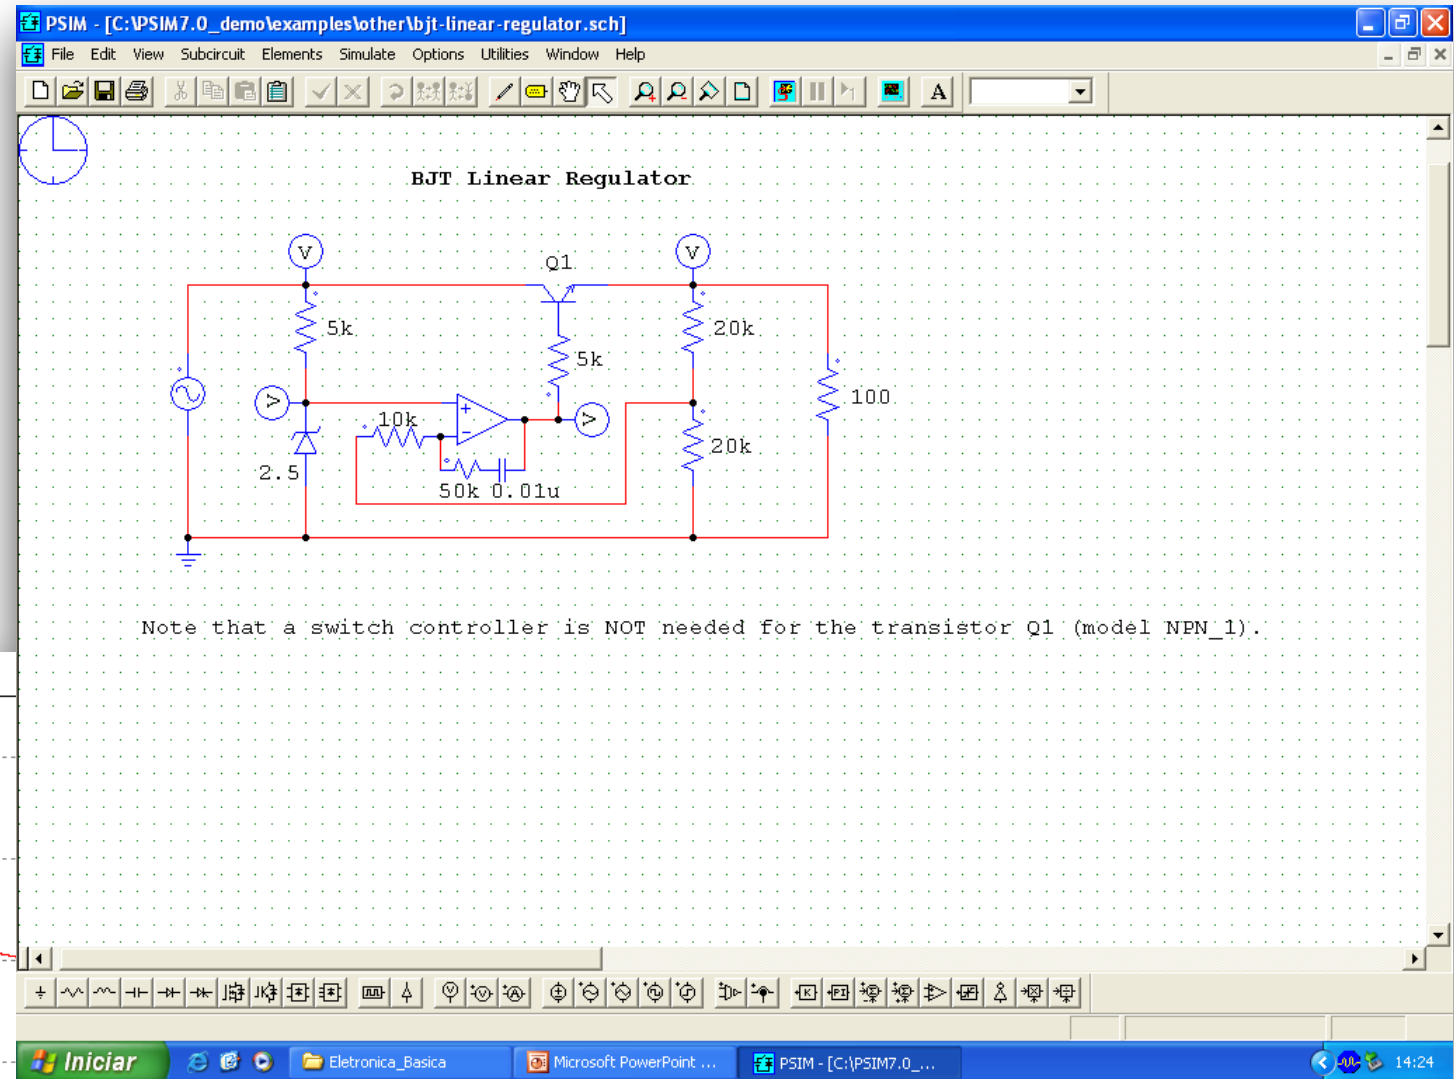 PSIM - [C:\PSIM7.0_demo\examples\other\bjt-linear-regulator.sch]
File Edit View Subcircuit Elements Simulate Options Utilities Window Help
A
BJT Linear Regulator
V
Q1
V
5k
20k
5k
V
10k
V
100
2.5
20k
50k 0.01u
Note that a switch controller is NOT needed for the transistor Q1 (model NPN_1).
K PI
Iniciar Eletronica_Basica Microsoft PowerPoint ... PSIM - [C:\PSIM7.0_... 14:24